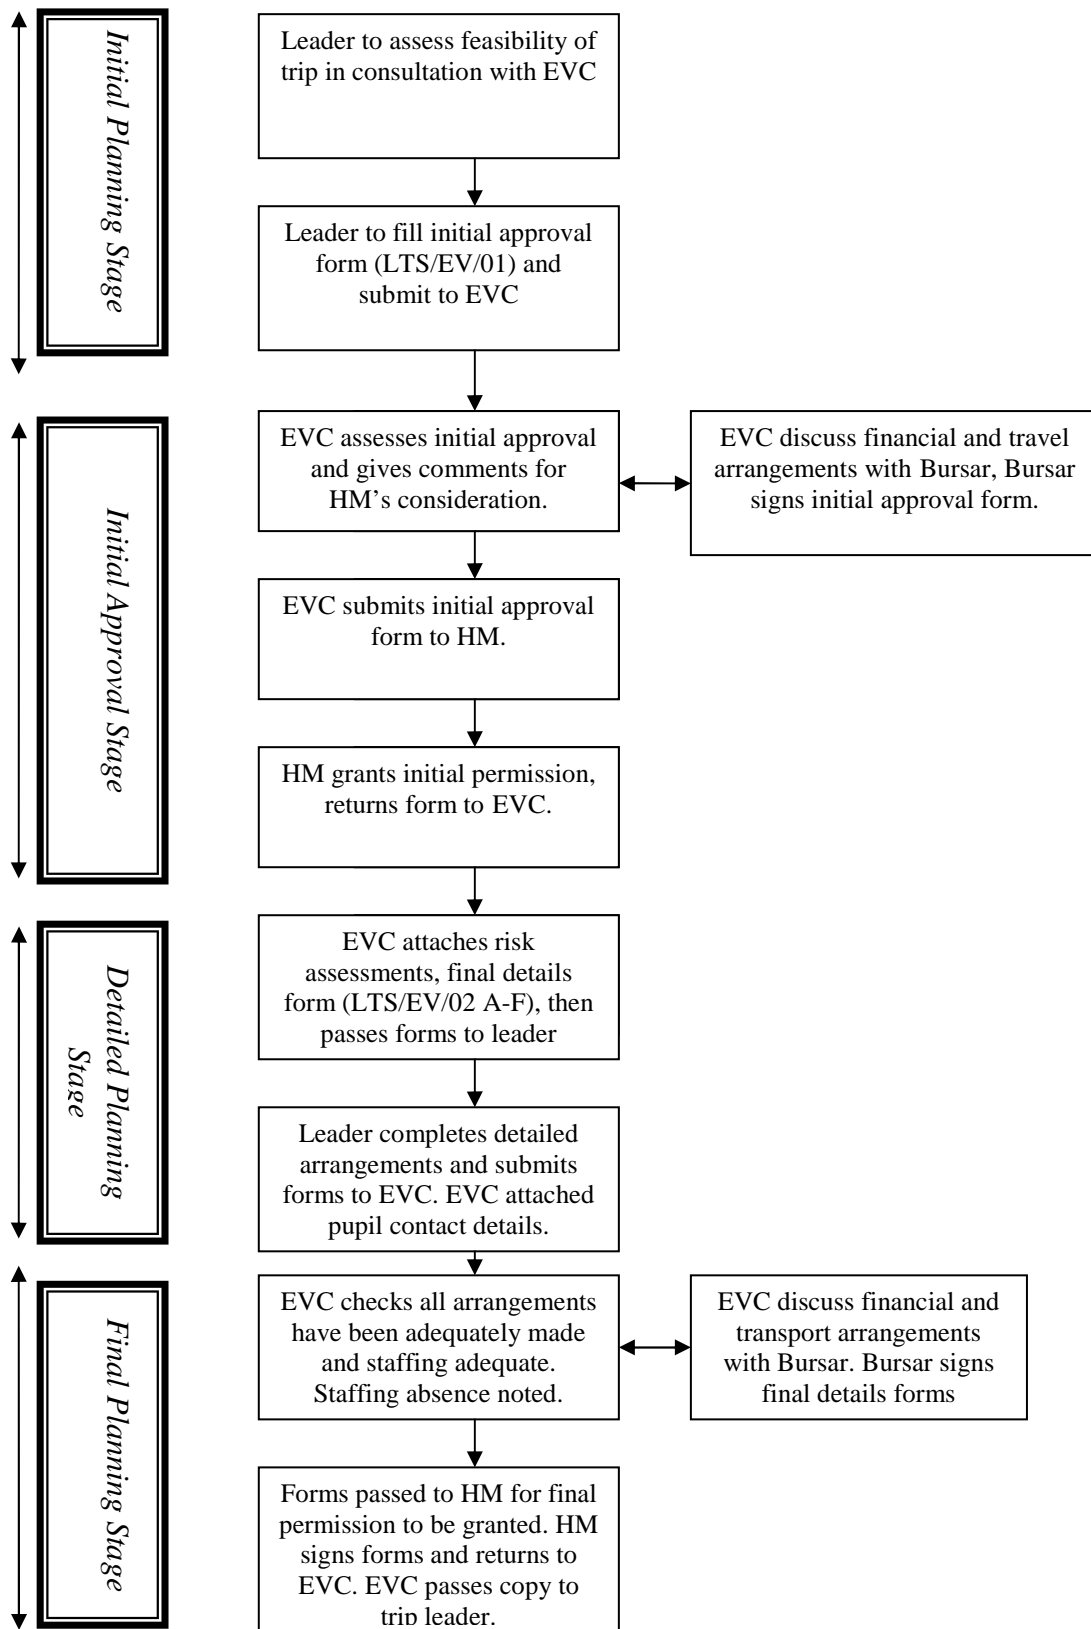 Initial Planning Stage
Leader to assess feasibility of
trip in consultation with EVC
Leader to fill initial approval
form (LTS/EV/01) and
submit to EVC
Initial Approval Stage
EVC assesses initial approval
and gives comments for
HM's consideration.
EVC discuss financial and travel
arrangements with Bursar, Bursar
signs initial approval form.
EVC submits initial approval
form to HM.
HM grants initial permission,
returns form to EVC.
Detailed Planning
Stage
EVC attaches risk
assessments, final details
form (LTS/EV/02 A-F), then
passes forms to leader
Leader completes detailed
arrangements and submits
forms to EVC. EVC attached
pupil contact details.
Final Planning Stage
EVC checks all arrangements
have been adequately made
and staffing adequate.
Staffing absence noted.
EVC discuss financial and
transport arrangements
with Bursar. Bursar signs
final details forms
Forms passed to HM for final
permission to be granted. HM
signs forms and returns to
EVC. EVC passes copy to
trip leader.